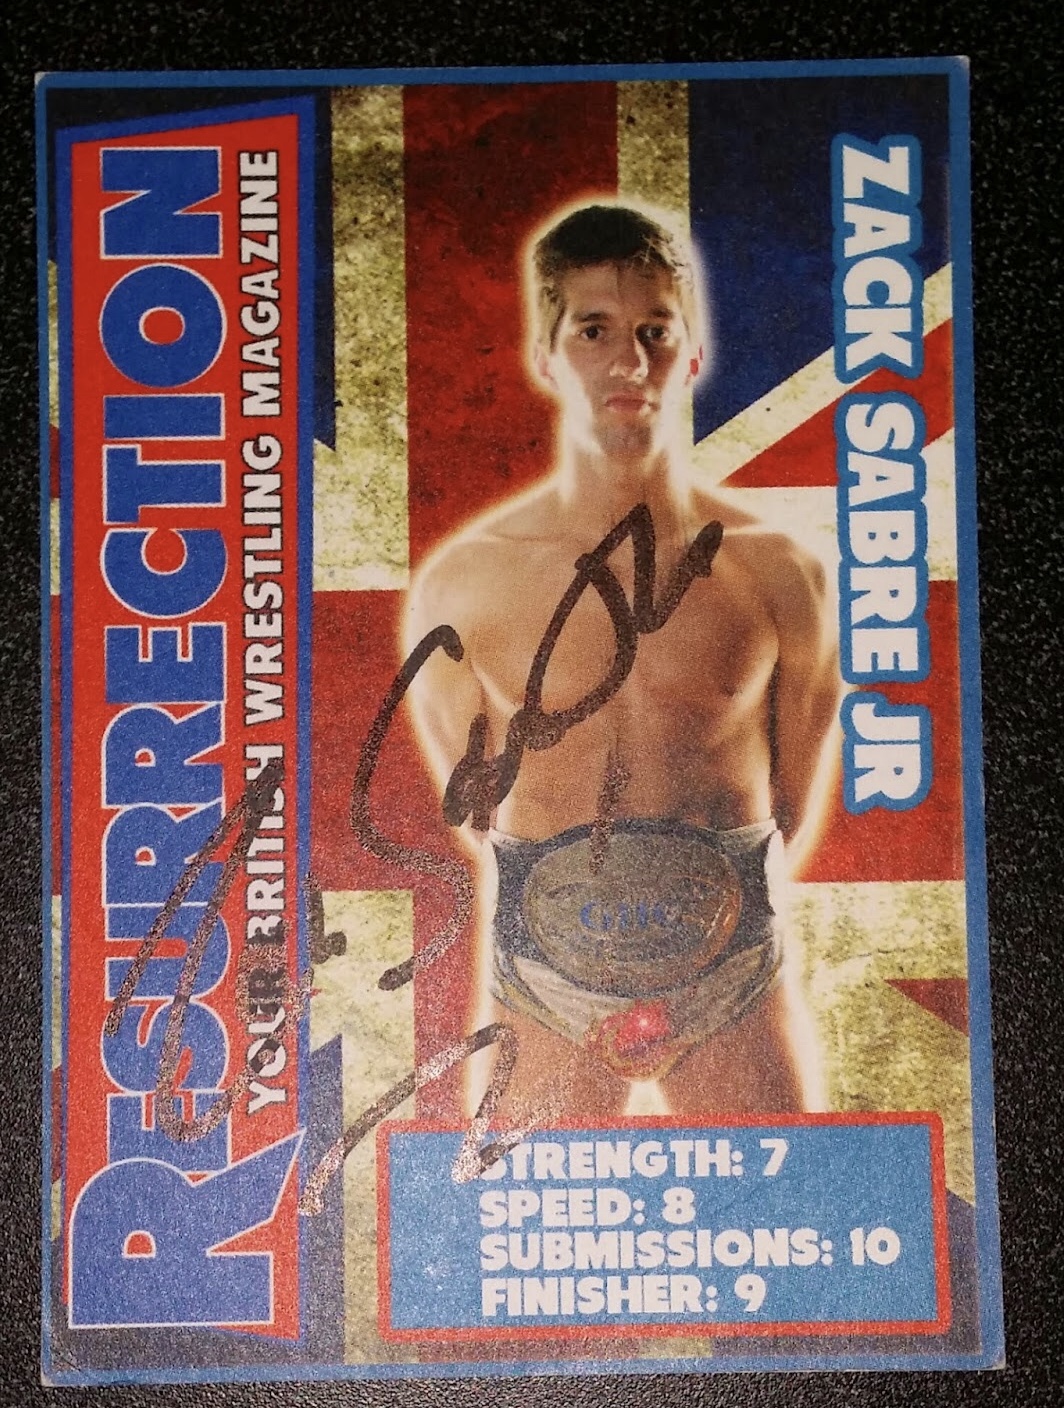 RESURRECTION
YOUR BRITISH WRESTLING MAGAZINE
ZACK SABRE JR
STRENGTH: 7
SPEED: 8
SUBMISSIONS: 10
FINISHER: 9